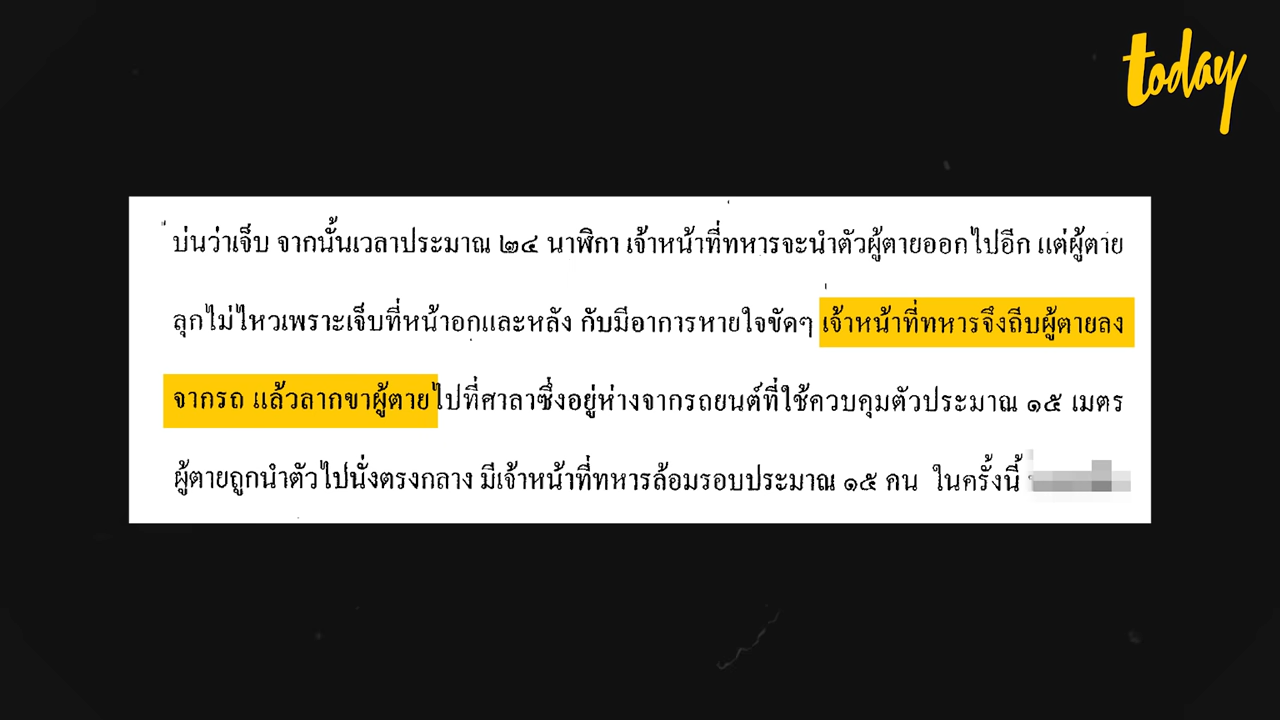 today
บ่นว่าเจ็บ จากนั้นเวลาประมาณ ๒๔ นาฬิกา เจ้าหน้าที่ทหารจะนำตัวผู้ตายออกไปอีก แต่ผู้ตาย
ลุกไม่ไหวเพราะเจ็บที่หน้าอกและหลัง กับมีอาการหายใจขัดๆ เจ้าหน้าที่ทหารจึงถีบผู้ตายลง
จากรถ แล้วลากขาผู้ตายไปที่ศาลาซึ่งอยู่ห่างจากรถยนต์ที่ใช้ควบคุมตัวประมาณ ๑๕ เมตร
ผู้ตายถูกนำตัวไปนั่งตรงกลาง มีเจ้าหน้าที่ทหารล้อมรอบประมาณ ๑๕ คน ในครั้งนี้